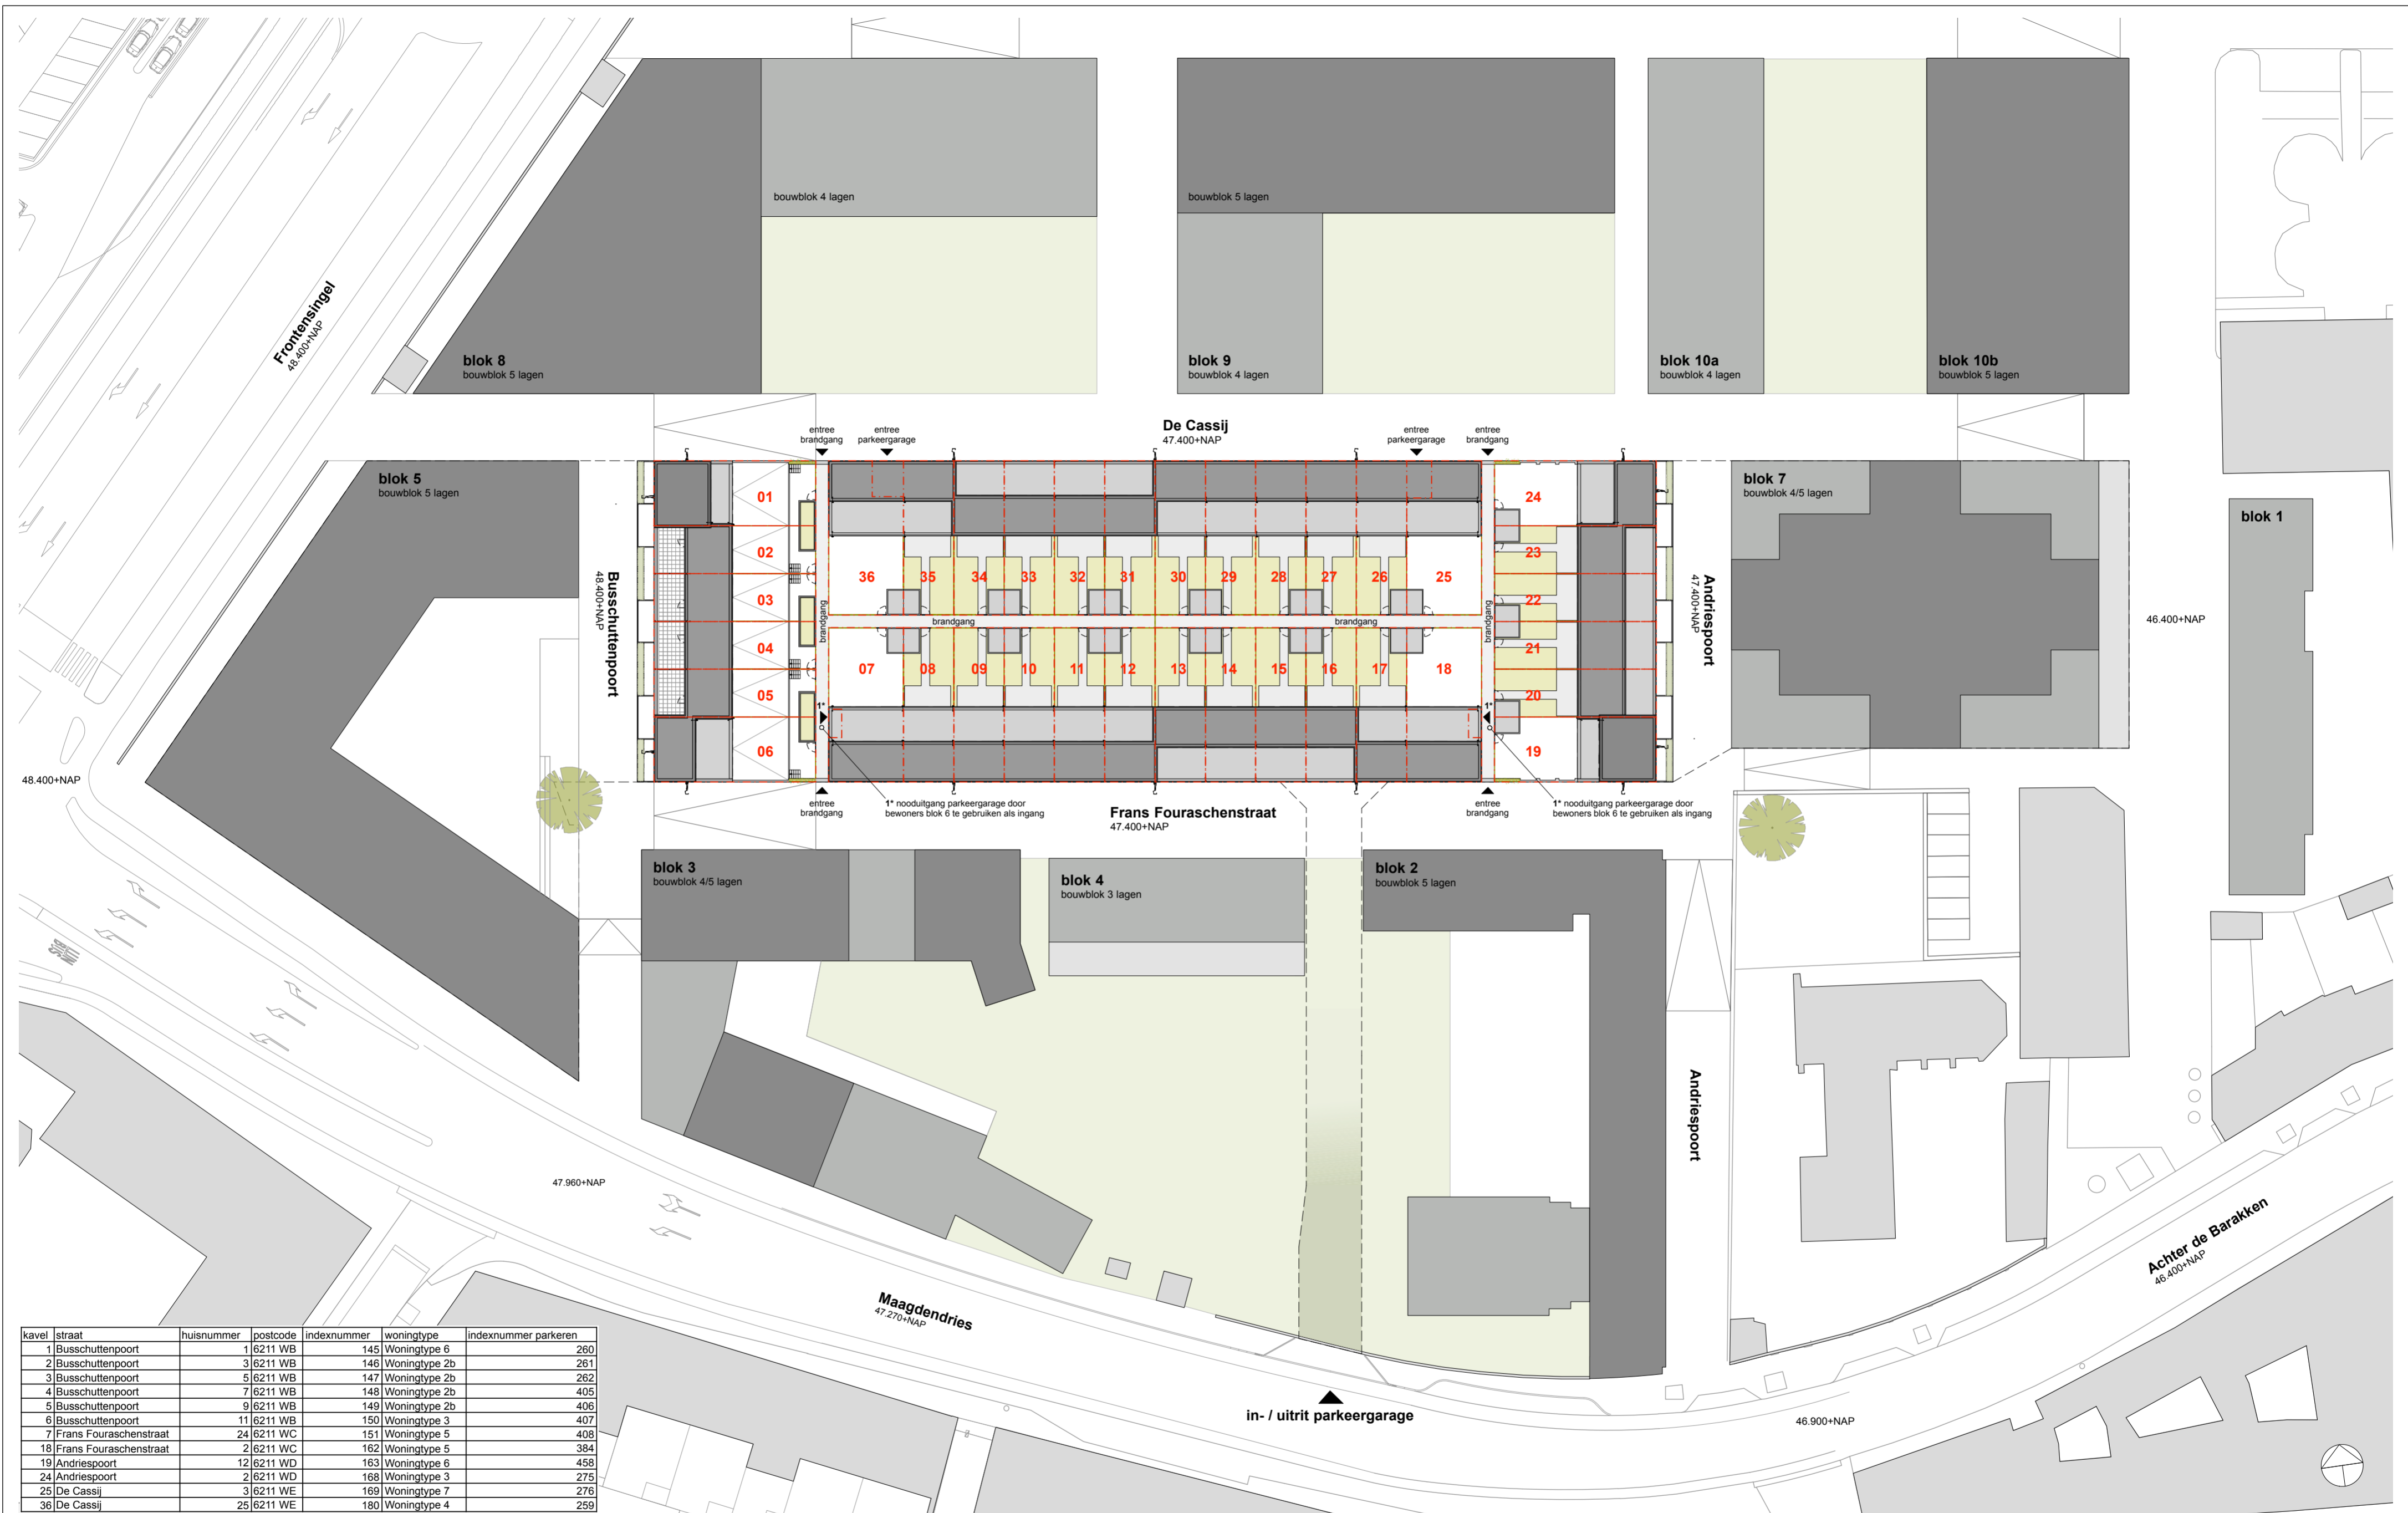 bouwblok 4 lagen
bouwblok 5 lagen
Frontensingel
48.400+NAP
blok 8
bouwblok 5 lagen
blok 9
bouwblok 4 lagen
blok 10a
bouwblok 4 lagen
blok 10b
bouwblok 5 lagen
De Cassij
47.400+NAP
entree
brandgang
entree
parkeergarage
entree
parkeergarage
entree
brandgang
blok 5
bouwblok 5 lagen
blok 7
bouwblok 4/5 lagen
blok 1
01
24
02
23
36
35
34
33
32
31
30
29
28
27
26
25
03
22
Busschuttenpoort
48.400+NAP
Andriespoort
47.400+NAP
brandgang
brandgang
brandgang
brandgang
46.400+NAP
04
21
07
08
09
10
11
12
13
14
15
16
17
18
05
20
1*
1*
06
19
48.400+NAP
entree
brandgang
1* nooduitgang parkeergarage door
bewoners blok 6 te gebruiken als ingang
Frans Fouraschenstraat
47.400+NAP
entree
brandgang
1* nooduitgang parkeergarage door
bewoners blok 6 te gebruiken als ingang
blok 3
bouwblok 4/5 lagen
blok 4
bouwblok 3 lagen
blok 2
bouwblok 5 lagen
Andriespoort
47.960+NAP
Maagdendries
47.270+NAP
Achter de Barakken
46.400+NAP
in- / uitrit parkeergarage
46.900+NAP
kavel straat huisnummer postcode indexnummer woningtype indexnummer parkeren
1 Busschuttenpoort 1 6211 WB 145 Woningtype 6 260
2 Busschuttenpoort 3 6211 WB 146 Woningtype 2b 261
3 Busschuttenpoort 5 6211 WB 147 Woningtype 2b 262
4 Busschuttenpoort 7 6211 WB 148 Woningtype 2b 405
5 Busschuttenpoort 9 6211 WB 149 Woningtype 2b 406
6 Busschuttenpoort 11 6211 WB 150 Woningtype 3 407
7 Frans Fouraschenstraat 24 6211 WC 151 Woningtype 5 408
18 Frans Fouraschenstraat 2 6211 WC 162 Woningtype 5 384
19 Andriespoort 12 6211 WD 163 Woningtype 6 458
24 Andriespoort 2 6211 WD 168 Woningtype 3 275
25 De Cassij 3 6211 WE 169 Woningtype 7 276
36 De Cassij 25 6211 WE 180 Woningtype 4 259